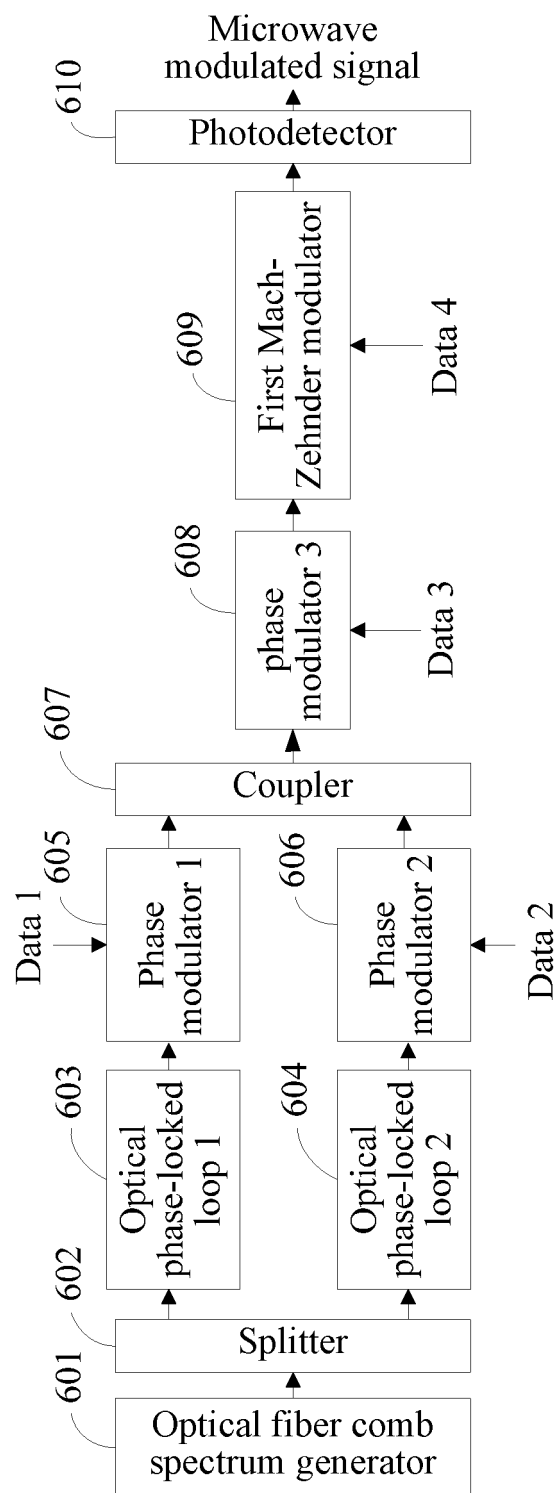 601
Optical fiber comb
spectrum generator
602
Splitter
603
Optical
phase-locked
loop 1
604
Optical
phase-locked
loop 2
Data 1
605
Phase
modulator 1
606
Phase
modulator 2
Data 2
607
Coupler
608
phase
modulator 3
Data 3
609
First Mach-
Zehnder modulator
Data 4
610
Photodetector
Microwave
modulated signal